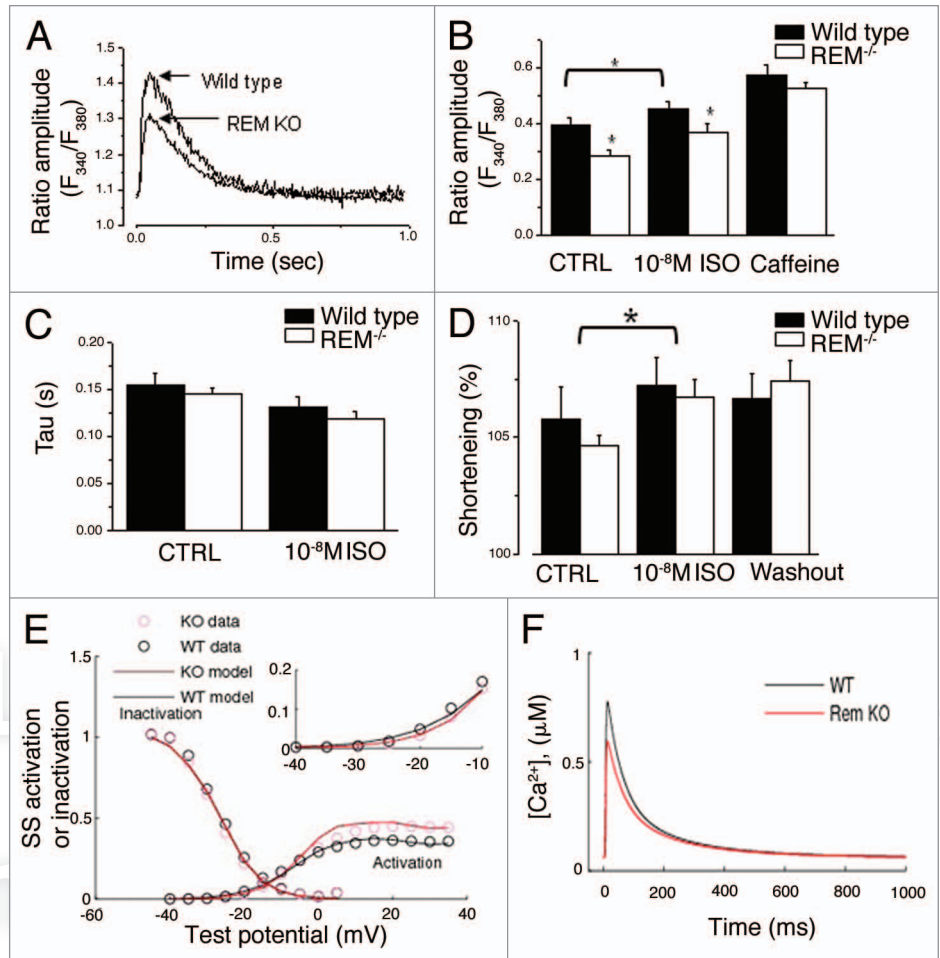 A
Ratio amplitude
(F340/F380)
1.5
1.4
1.3
1.2
1.1
1.0
Wild type
REM KO
0.0
0.5
1.0
Time (sec)
B
Wild type
REM-/-
Ratio amplitude
(F340/F380)
0.6
0.4
0.2
0.0
*
*
*
CTRL
10-8M ISO
Caffeine
C
Wild type
REM-/-
Tau (s)
0.20
0.15
0.10
0.05
0.00
CTRL
10-8M ISO
D
Wild type
REM-/-
Shorteneing (%)
110
105
100
*
CTRL
10-8M ISO
Washout
E
KO data
WT data
KO model
WT model
SS activation
or inactivation
1.5
1
0.5
0
Inactivation
Activation
0.2
0.1
0
-40
-30
-20
-10
-60
-40
-20
0
20
40
Test potential (mV)
F
WT
Rem KO
[Ca2+], (μM)
1
0.5
0
0
200
400
600
800
1000
Time (ms)